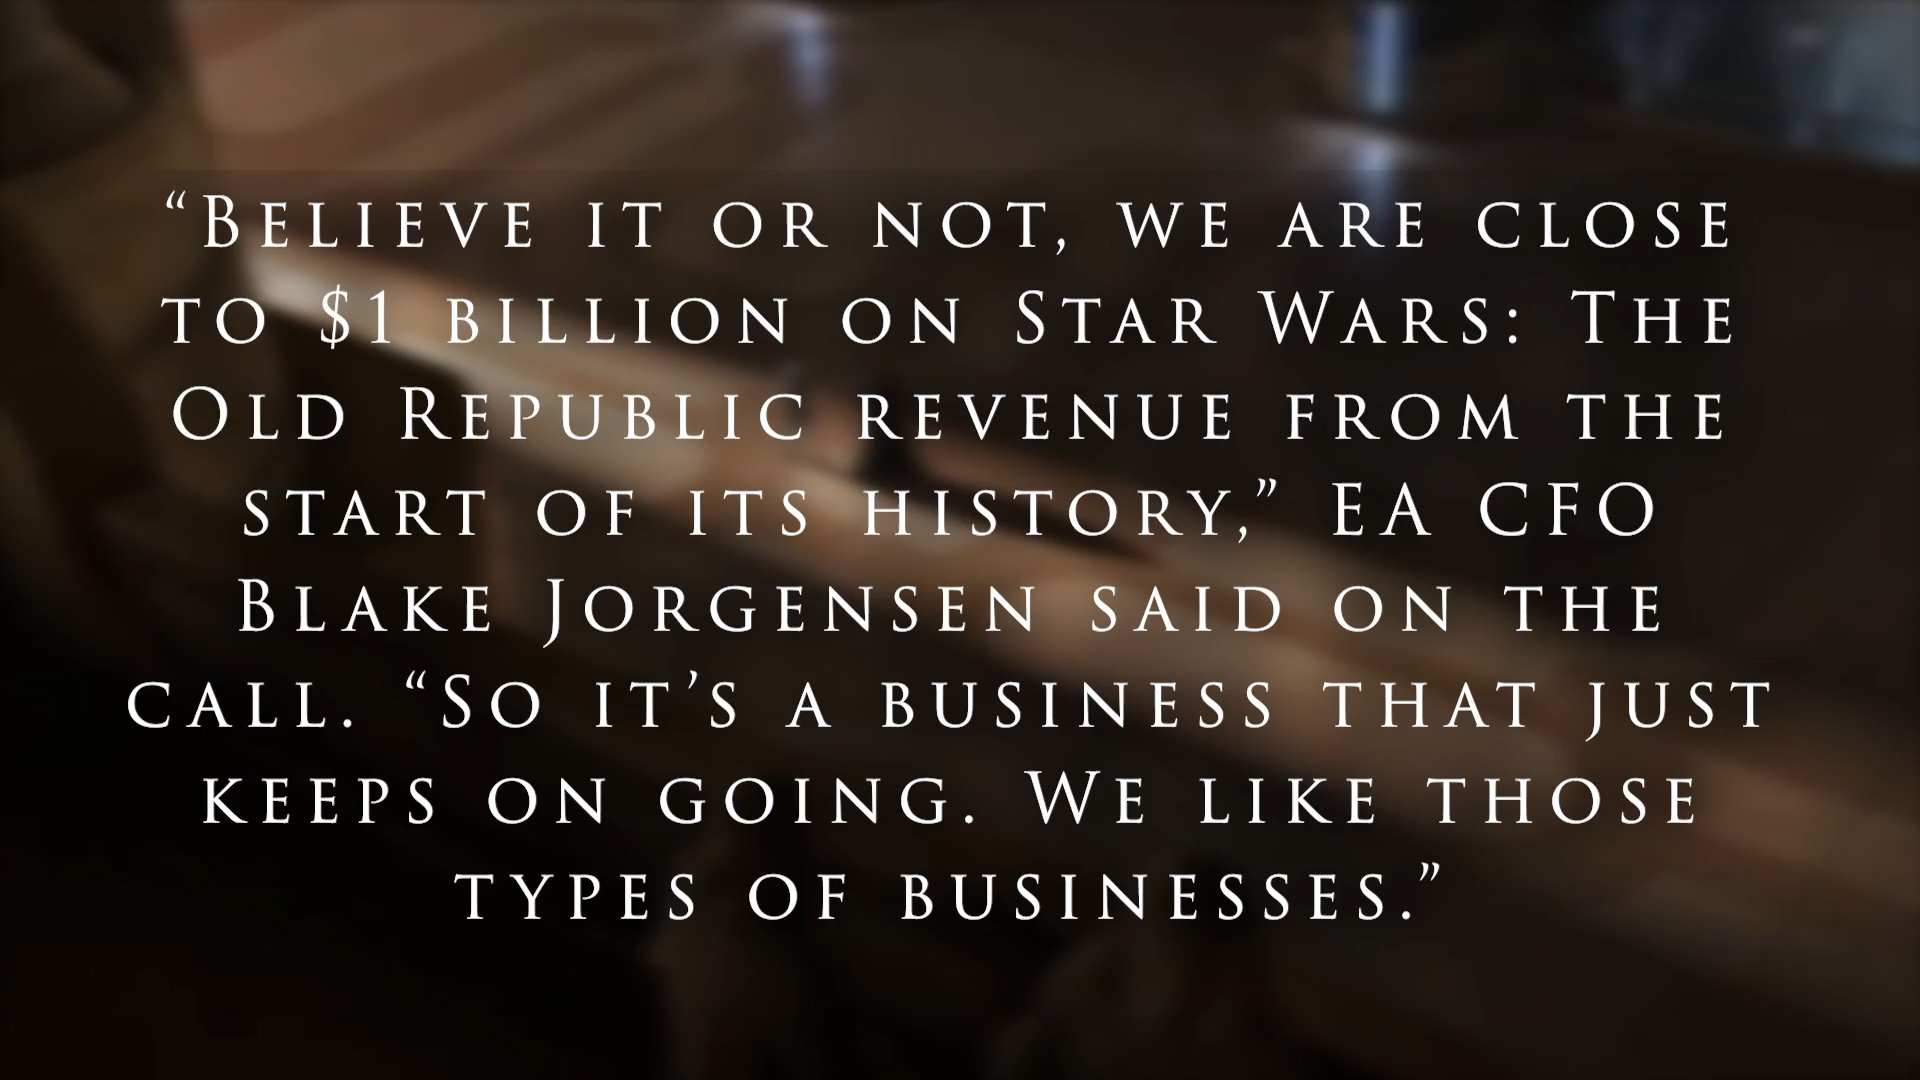 “Believe it or not, we are close
to $1 billion on Star Wars: The
Old Republic revenue from the
start of its history,” EA CFO
Blake Jorgensen said on the
call. “So it’s a business that just
keeps on going. We like those
types of businesses.”